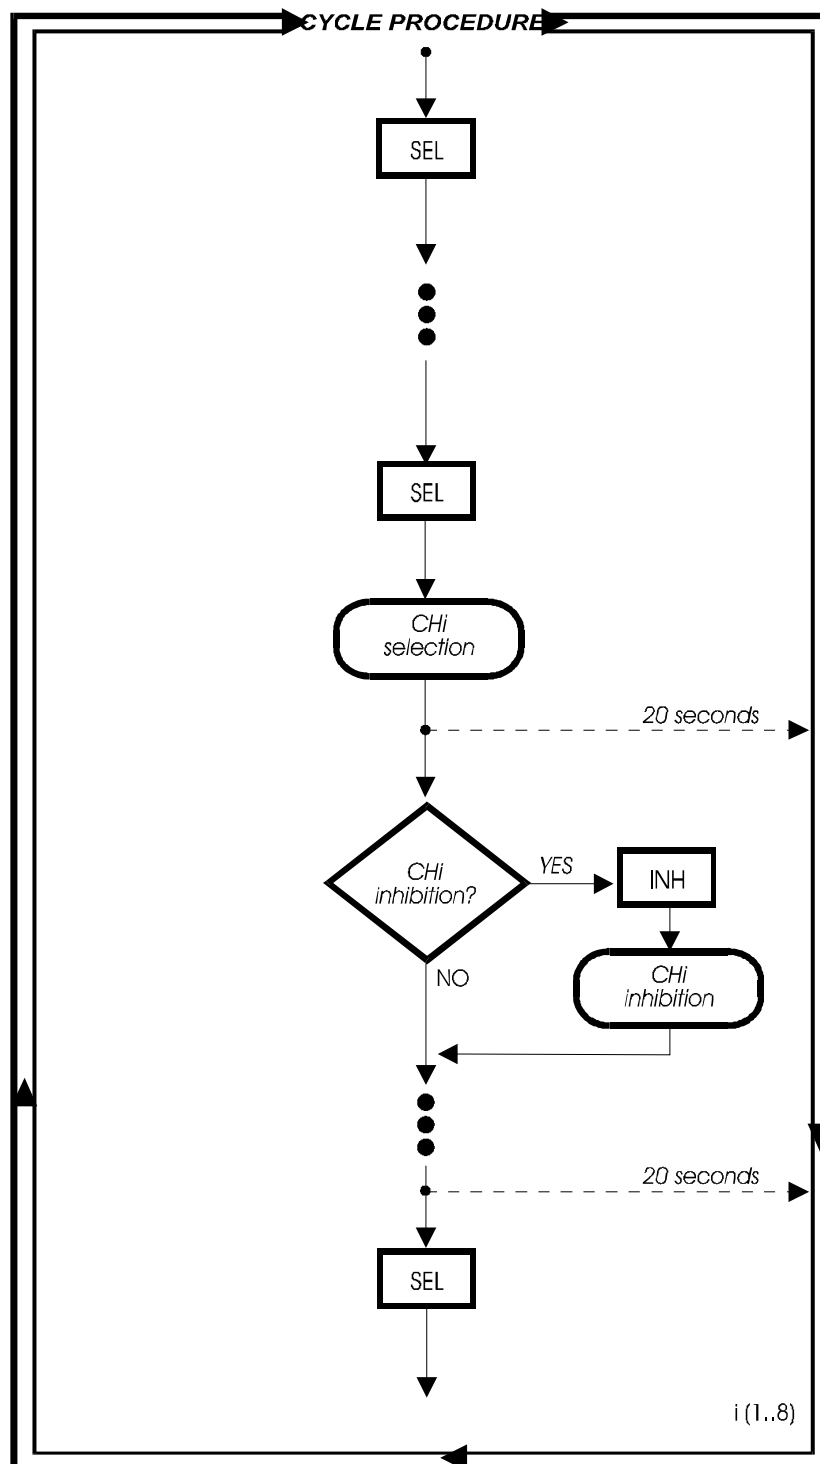 CYCLE PROCEDURE
SEL
SEL
CHi
selection
20 seconds
CHi
inhibition?
YES
INH
NO
CHi
inhibition
20 seconds
SEL
i (1..8)